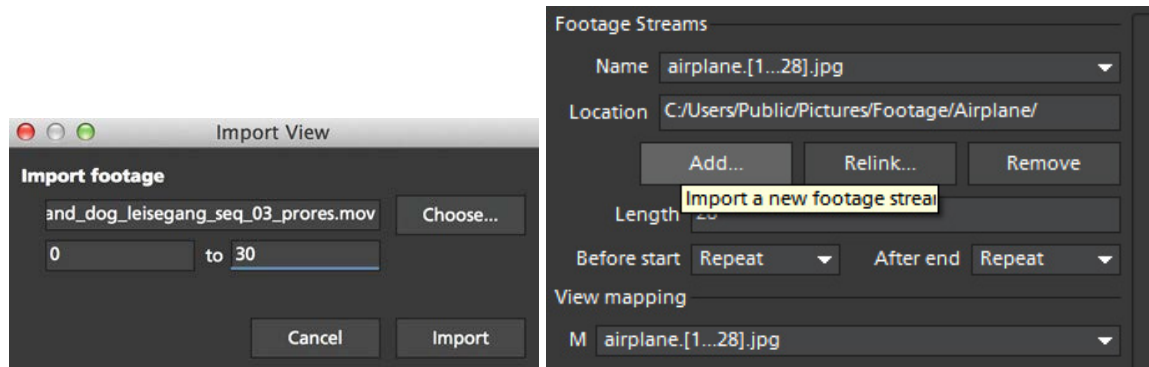 Import View
Import footage
and_dog_leisegang_seq_03_prores.mov Choose...
0 to 30
Cancel Import
Footage Streams
Name airplane.[1...28].jpg
Location C:/Users/Public/Pictures/Footage/Airplane/
Add... Relink... Remove
Import a new footage strea
Length
Before start Repeat After end Repeat
View mapping
M airplane.[1...28].jpg